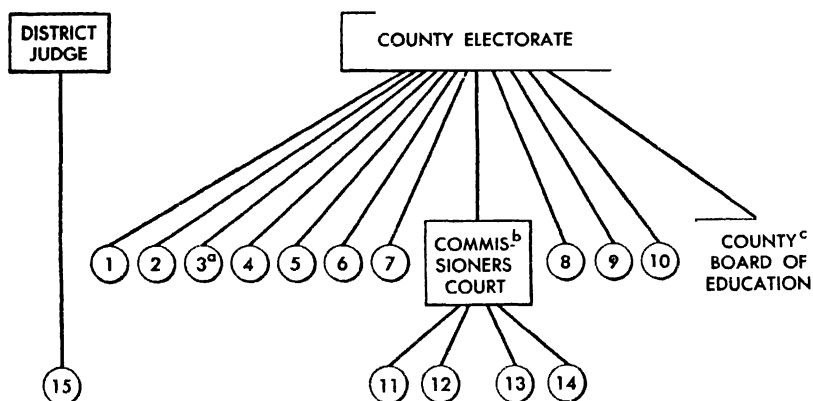 DISTRICT
JUDGE
COUNTY ELECTORATE
1 2 3a 4 5 6 7
COMMIS-b
SIONERS
COURT
8 9 10
COUNTYc
BOARD OF
EDUCATION
15
11 12 13 14